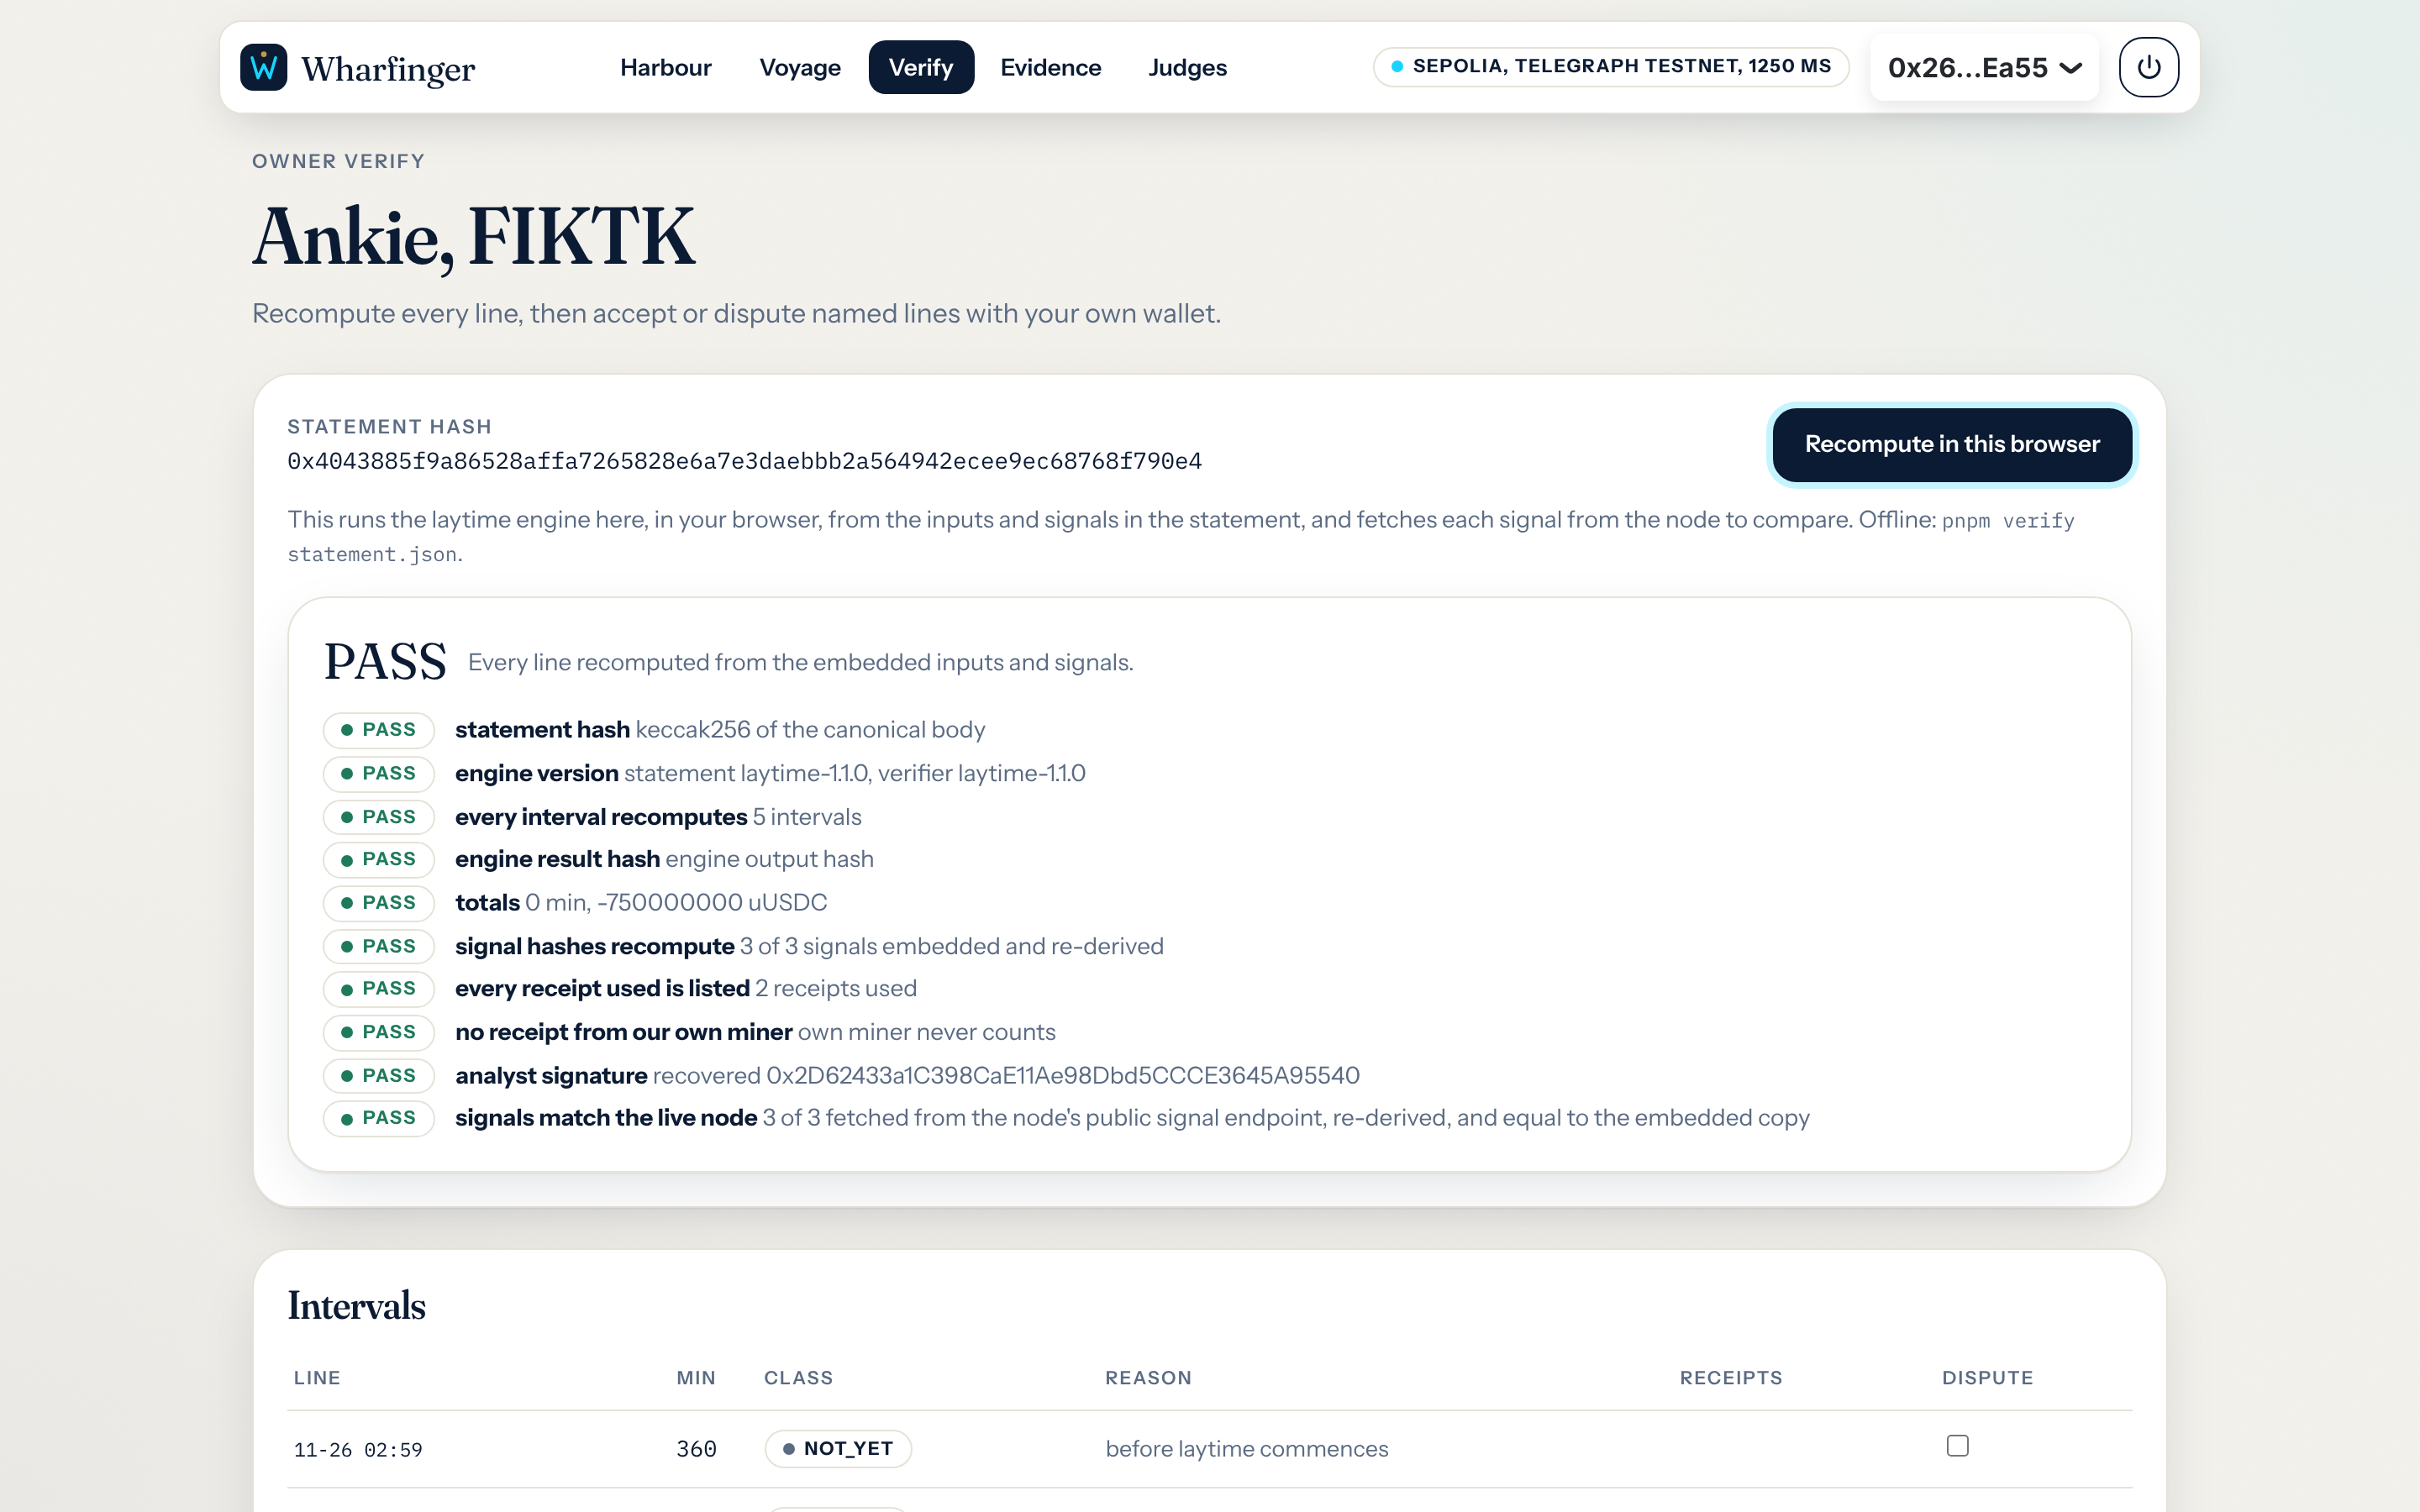 Wharfinger
Harbour Voyage Verify Evidence Judges
SEPOLIA, TELEGRAPH TESTNET, 1250 MS
0x26...Ea55
OWNER VERIFY
Ankie, FIKTK
Recompute every line, then accept or dispute named lines with your own wallet.
STATEMENT HASH
0x4043885f9a86528affa7265828e6a7e3daebbb2a564942ecee9ec68768f790e4
Recompute in this browser
This runs the laytime engine here, in your browser, from the inputs and signals in the statement, and fetches each signal from the node to compare. Offline: pnpm verify
statement.json.
PASS Every line recomputed from the embedded inputs and signals.
PASS statement hash keccak256 of the canonical body
PASS engine version statement laytime-1.1.0, verifier laytime-1.1.0
PASS every interval recomputes 5 intervals
PASS engine result hash engine output hash
PASS totals 0 min, -750000000 uUSDC
PASS signal hashes recompute 3 of 3 signals embedded and re-derived
PASS every receipt used is listed 2 receipts used
PASS no receipt from our own miner own miner never counts
PASS analyst signature recovered 0x2D62433a1C398CaE11Ae98Dbd5CCCE3645A95540
PASS signals match the live node 3 of 3 fetched from the node's public signal endpoint, re-derived, and equal to the embedded copy
Intervals
LINE MIN CLASS REASON RECEIPTS DISPUTE
11-26 02:59 360 NOT_YET before laytime commences